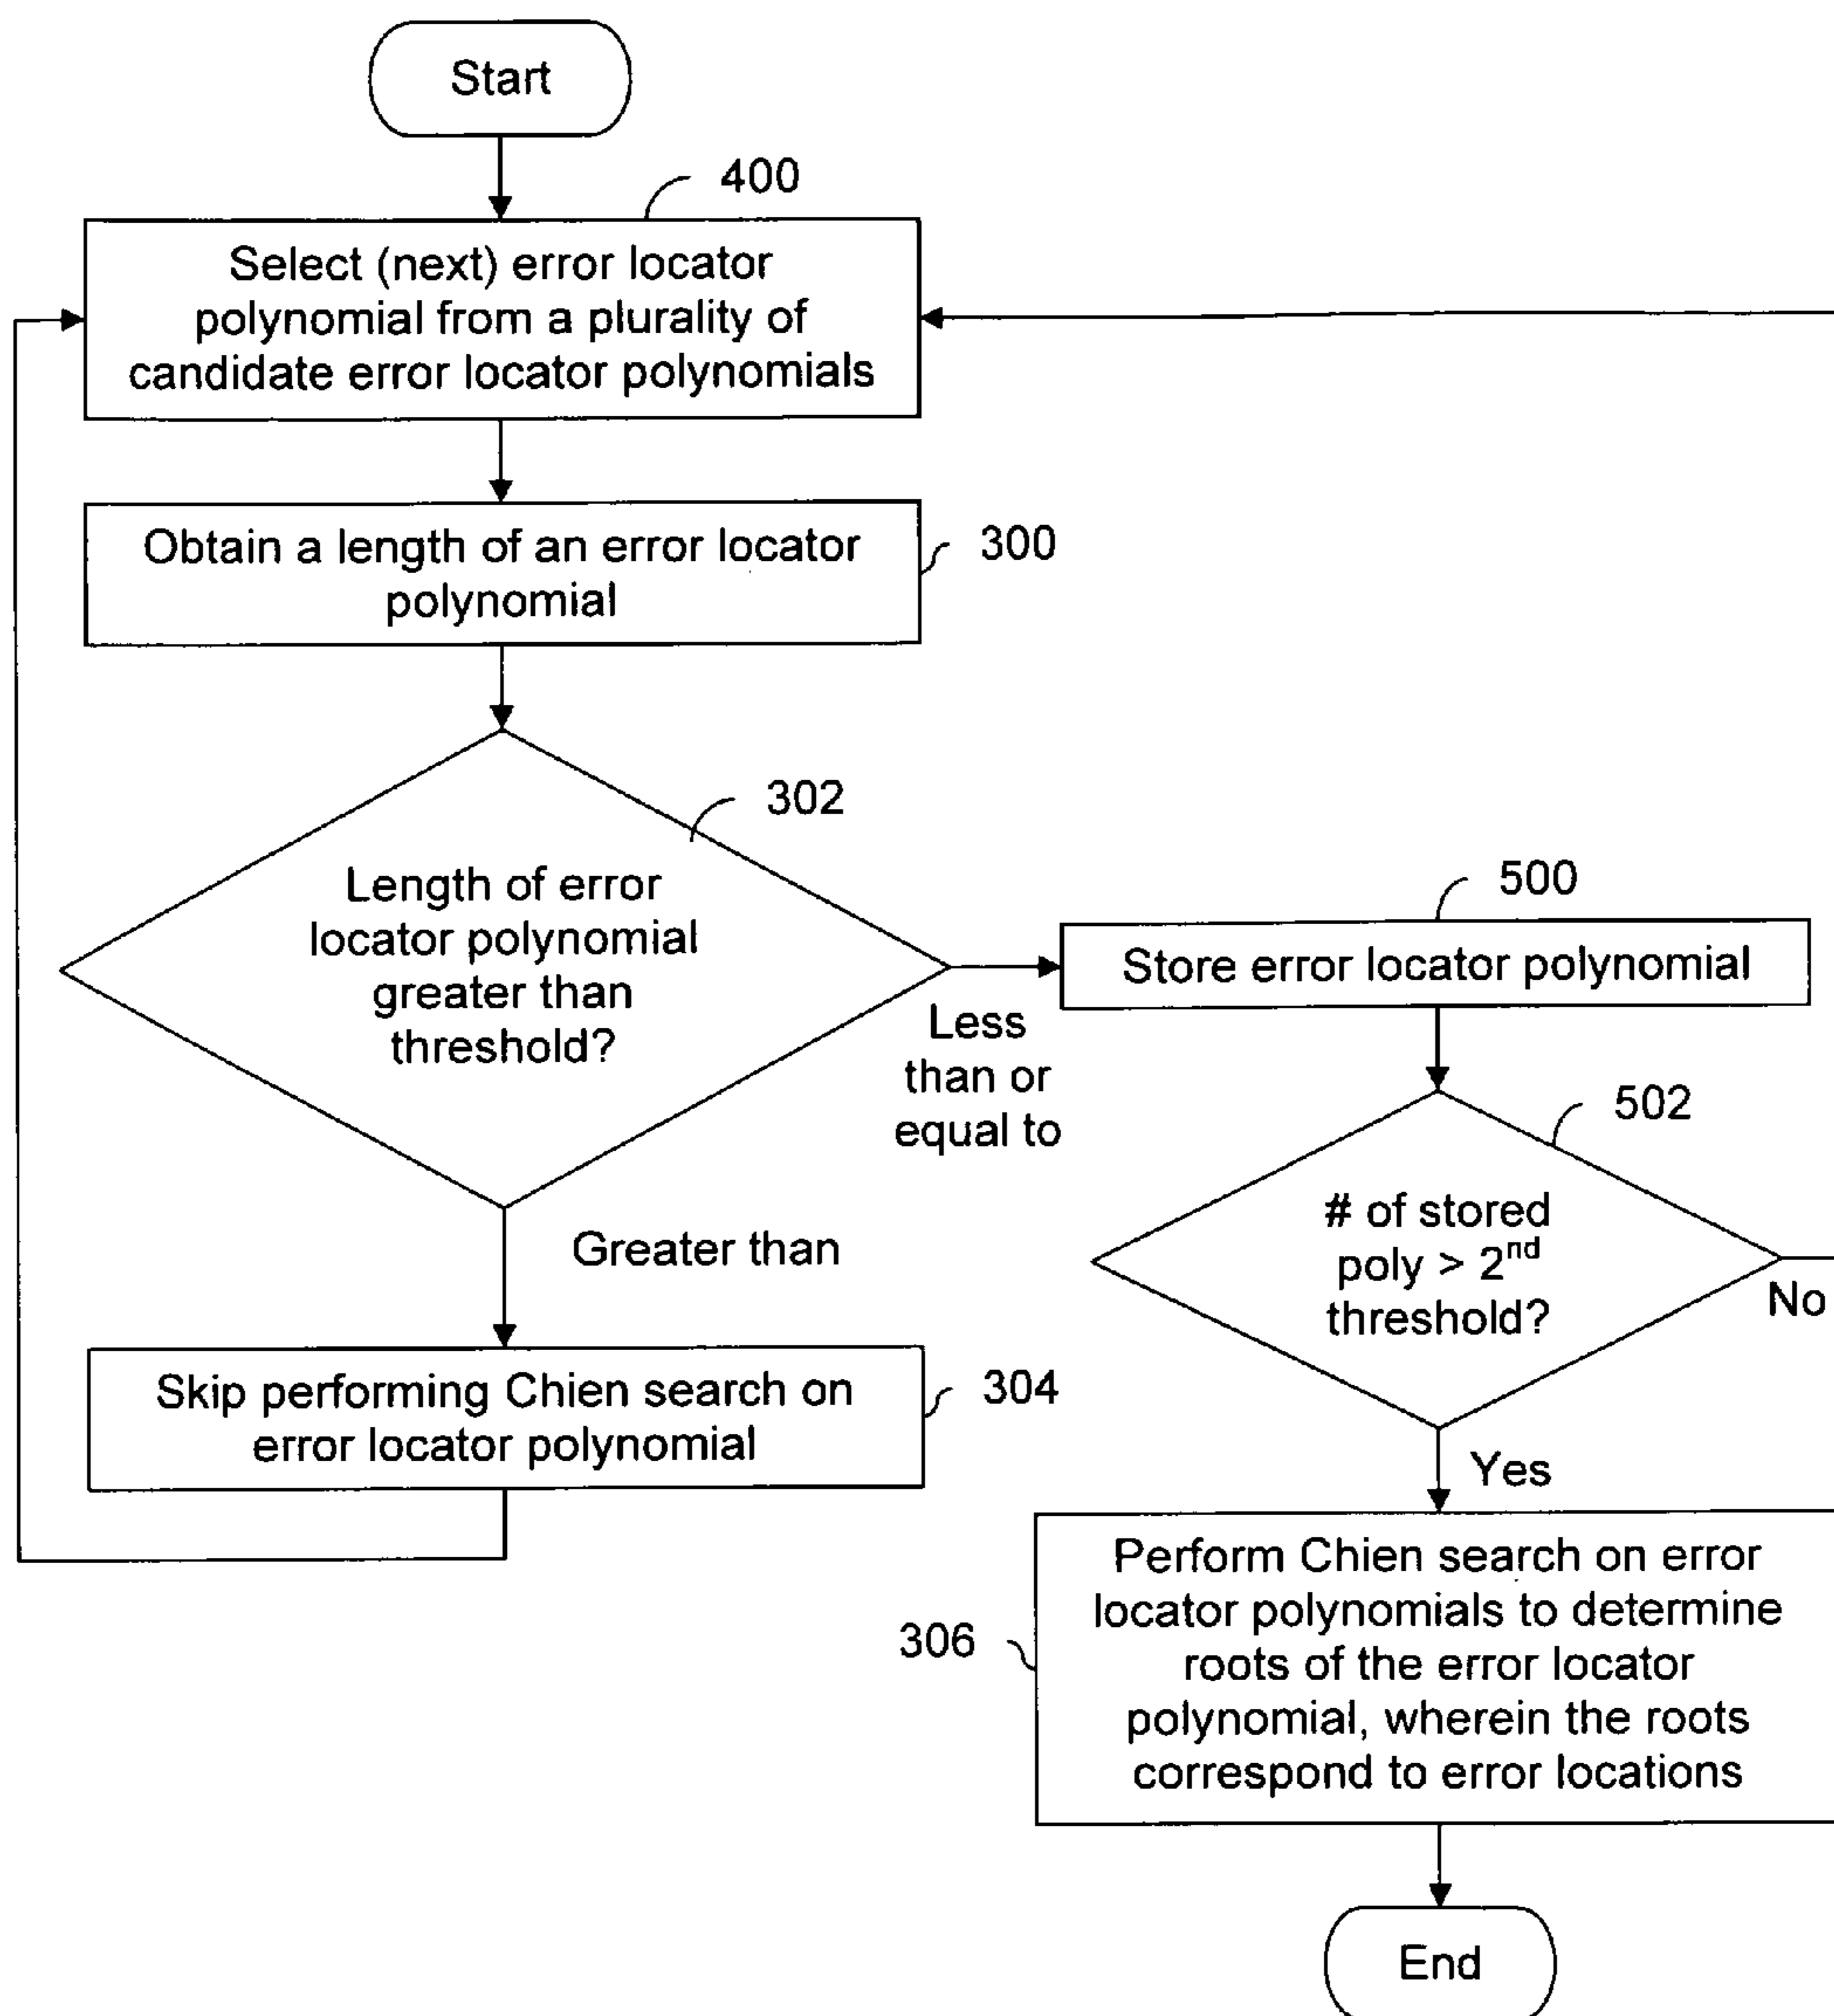 Start
400
Select (next) error locator
polynomial from a plurality of
candidate error locator polynomials
Obtain a length of an error locator
polynomial
300
302
Length of error
locator polynomial
greater than
threshold?
Less
than or
equal to
Greater than
Skip performing Chien search on
error locator polynomial
304
500
Store error locator polynomial
502
# of stored
poly > 2nd
threshold?
No
Yes
306
Perform Chien search on error
locator polynomials to determine
roots of the error locator
polynomial, wherein the roots
correspond to error locations
End